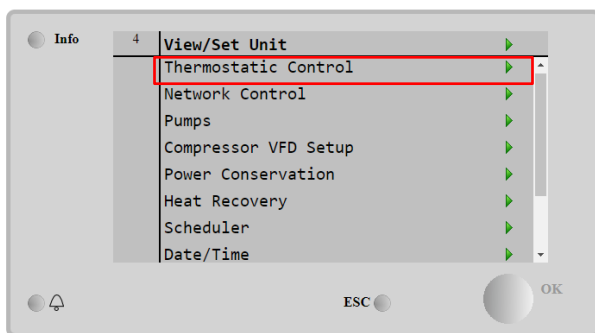 Info
4 View/Set Unit
Thermostatic Control
Network Control
Pumps
Compressor VFD Setup
Power Conservation
Heat Recovery
Scheduler
Date/Time
ESC
OK